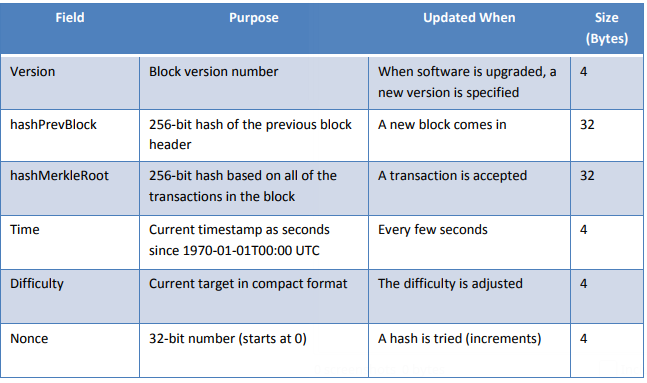 Field Purpose Updated When Size
(Bytes)
Version Block version number When software is upgraded, a 4
new version is specified
hashPrevBlock 256-bit hash of the previous block A new block comes in 32
header
hashMerkleRoot 256-bit hash based on all of the A transaction is accepted 32
transactions in the block
Time Current timestamp as seconds Every few seconds 4
since 1970-01-01T00:00 UTC
Difficulty Current target in compact format The difficulty is adjusted 4
Nonce 32-bit number (starts at 0) A hash is tried (increments) 4